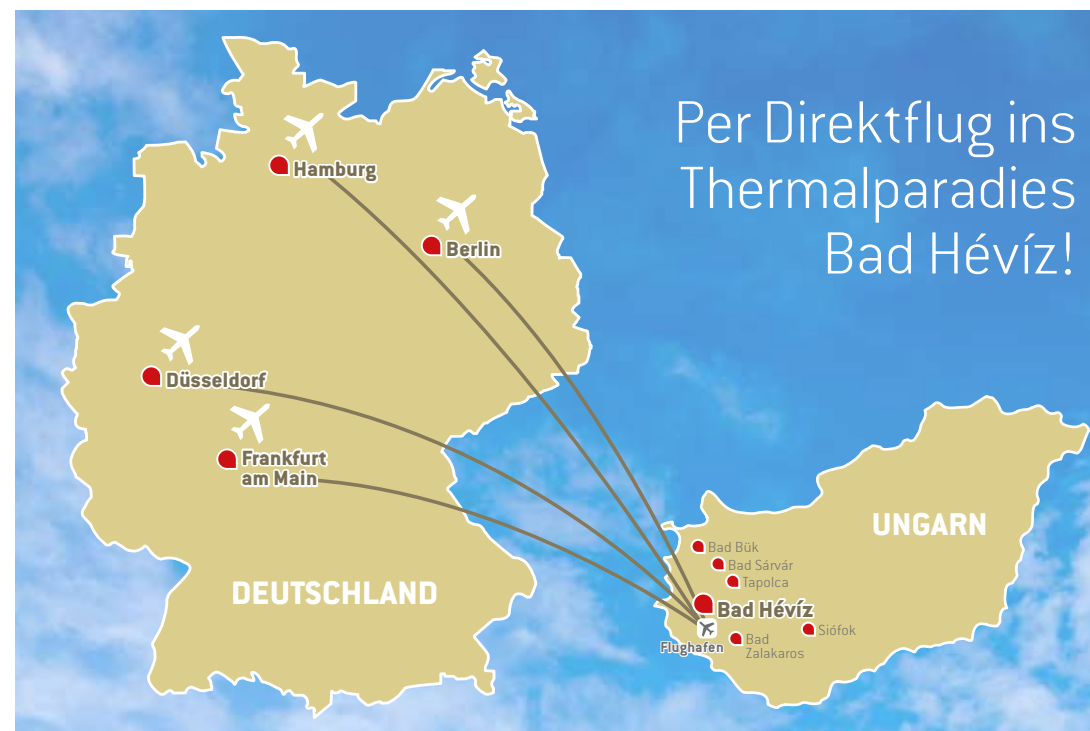 Per Direktflug ins
Thermalparadies
Bad Hévíz!
Hamburg
Berlin
Düsseldorf
Frankfurt
am Main
DEUTSCHLAND
UNGARN
Bad Bük
Bad Sárvár
Tapolca
Bad Hévíz
Flughafen
Siófok
Bad
Zalakaros